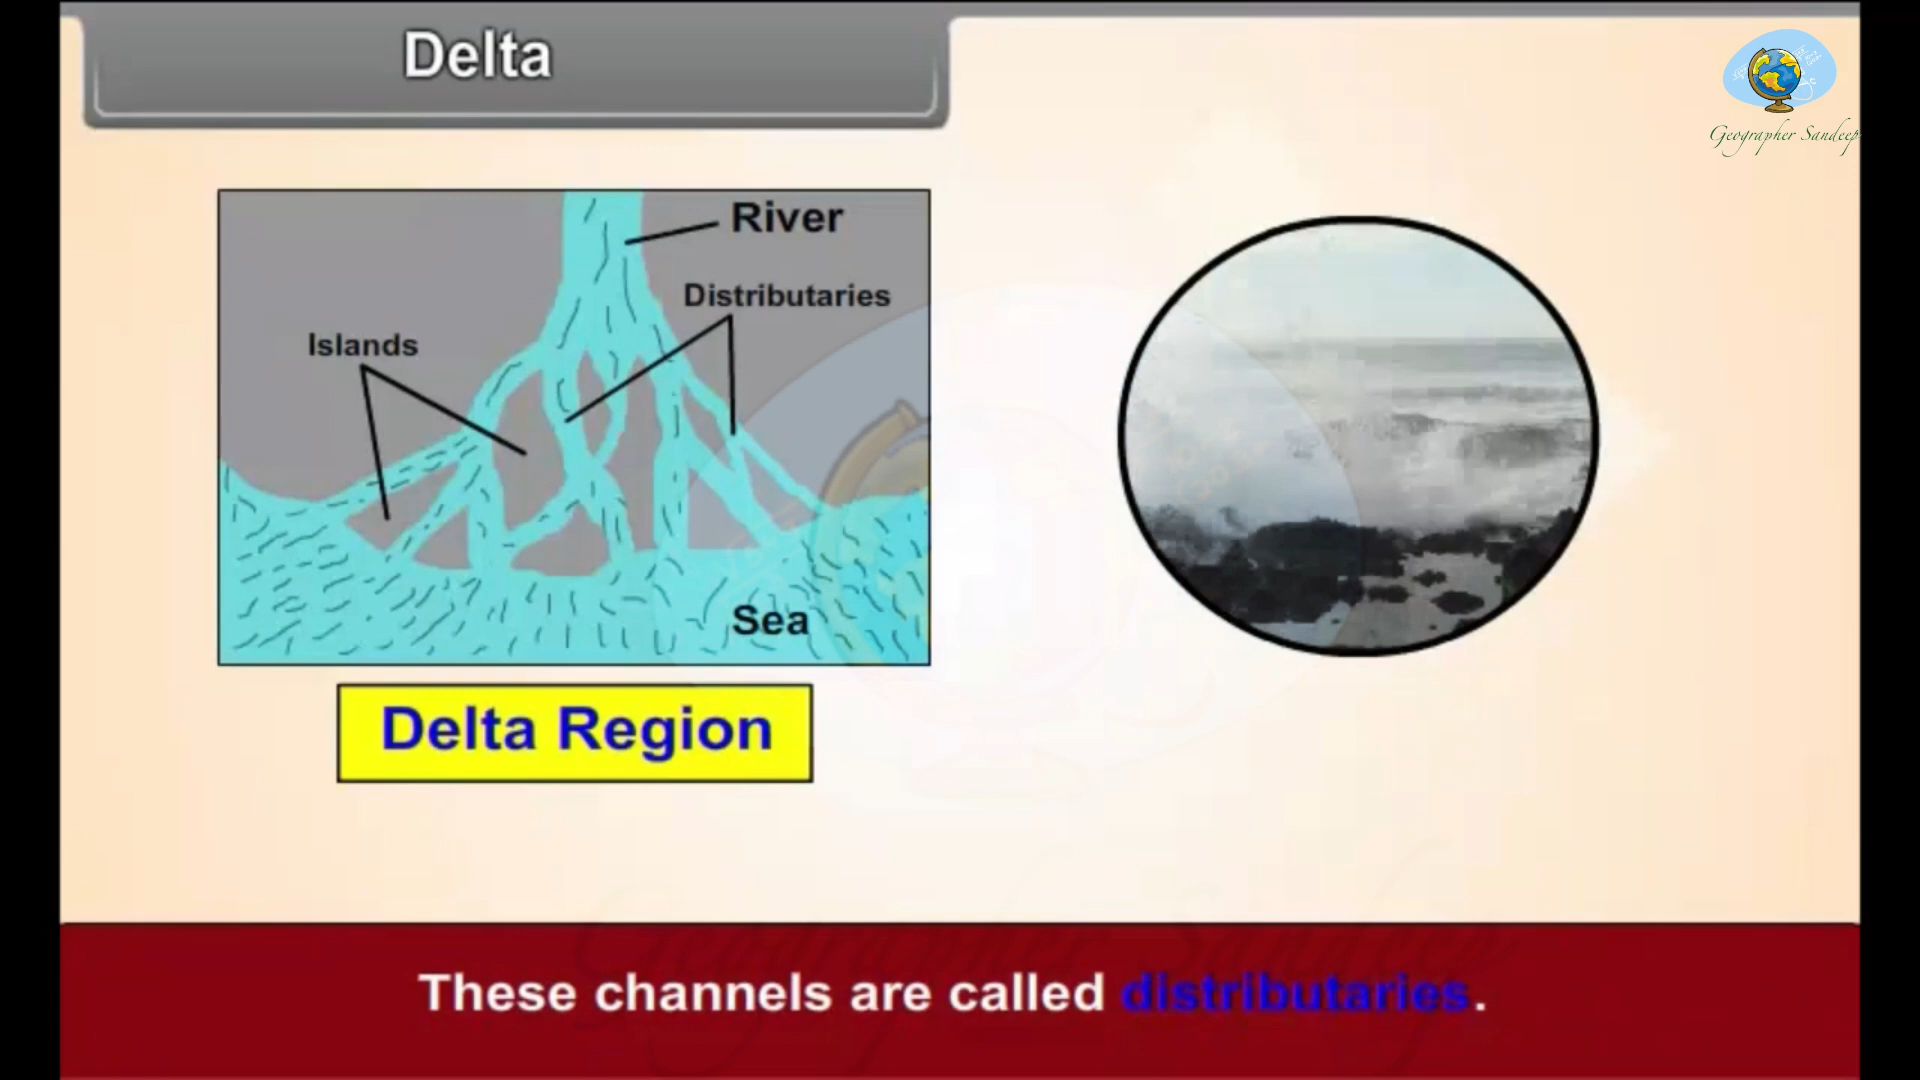 Delta
Geographer Sandeep
River
Distributaries
Islands
Sea
Delta Region
These channels are called distributaries.